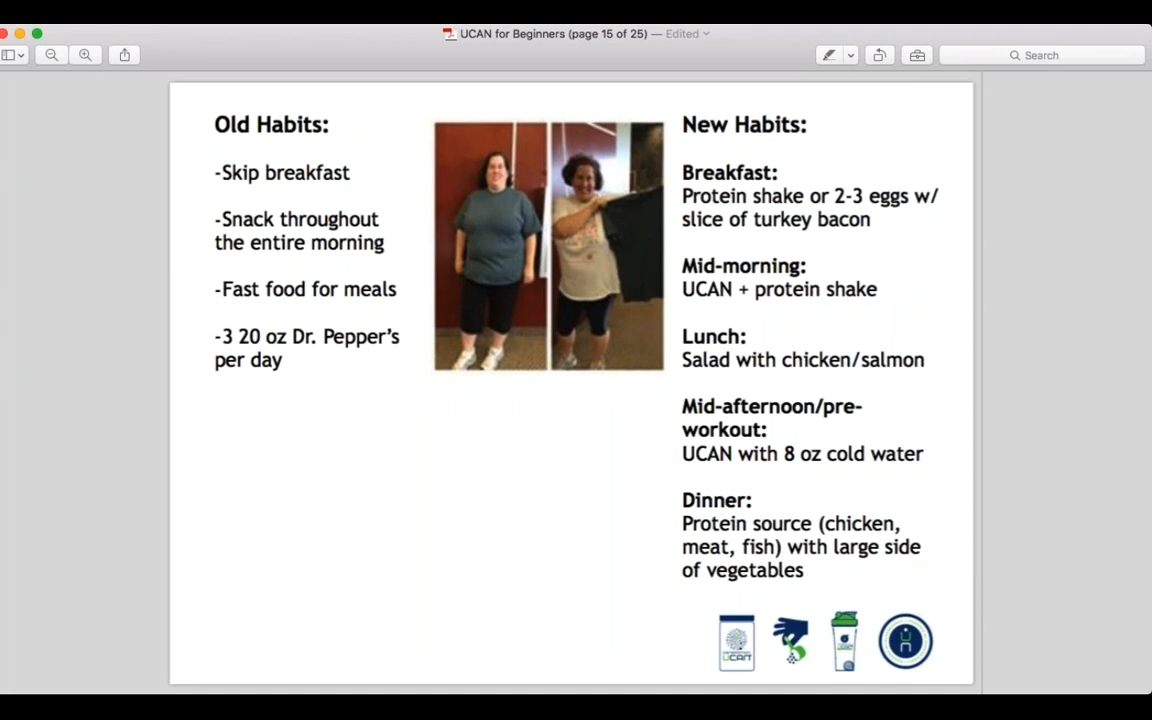 UCAN for Beginners (page 15 of 25) — Edited
Search
Old Habits:
-Skip breakfast
-Snack throughout
the entire morning
-Fast food for meals
-3 20 oz Dr. Pepper's
per day
New Habits:
Breakfast:
Protein shake or 2-3 eggs w/
slice of turkey bacon
Mid-morning:
UCAN + protein shake
Lunch:
Salad with chicken/salmon
Mid-afternoon/pre-
workout:
UCAN with 8 oz cold water
Dinner:
Protein source (chicken,
meat, fish) with large side
of vegetables
UCAN